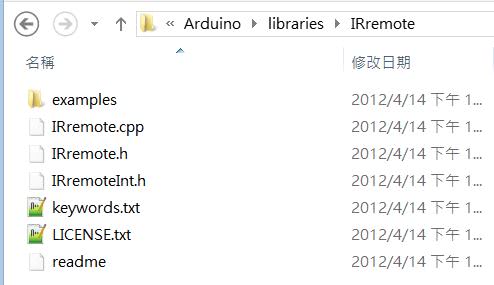 « Arduino › libraries › IRremote
名稱 修改日期
examples 2012/4/14 下午 1...
IRremote.cpp 2012/4/14 下午 1...
IRremote.h 2012/4/14 下午 1...
IRremoteInt.h 2012/4/14 下午 1...
keywords.txt 2012/4/14 下午 1...
LICENSE.txt 2012/4/14 下午 1...
readme 2012/4/14 下午 1...